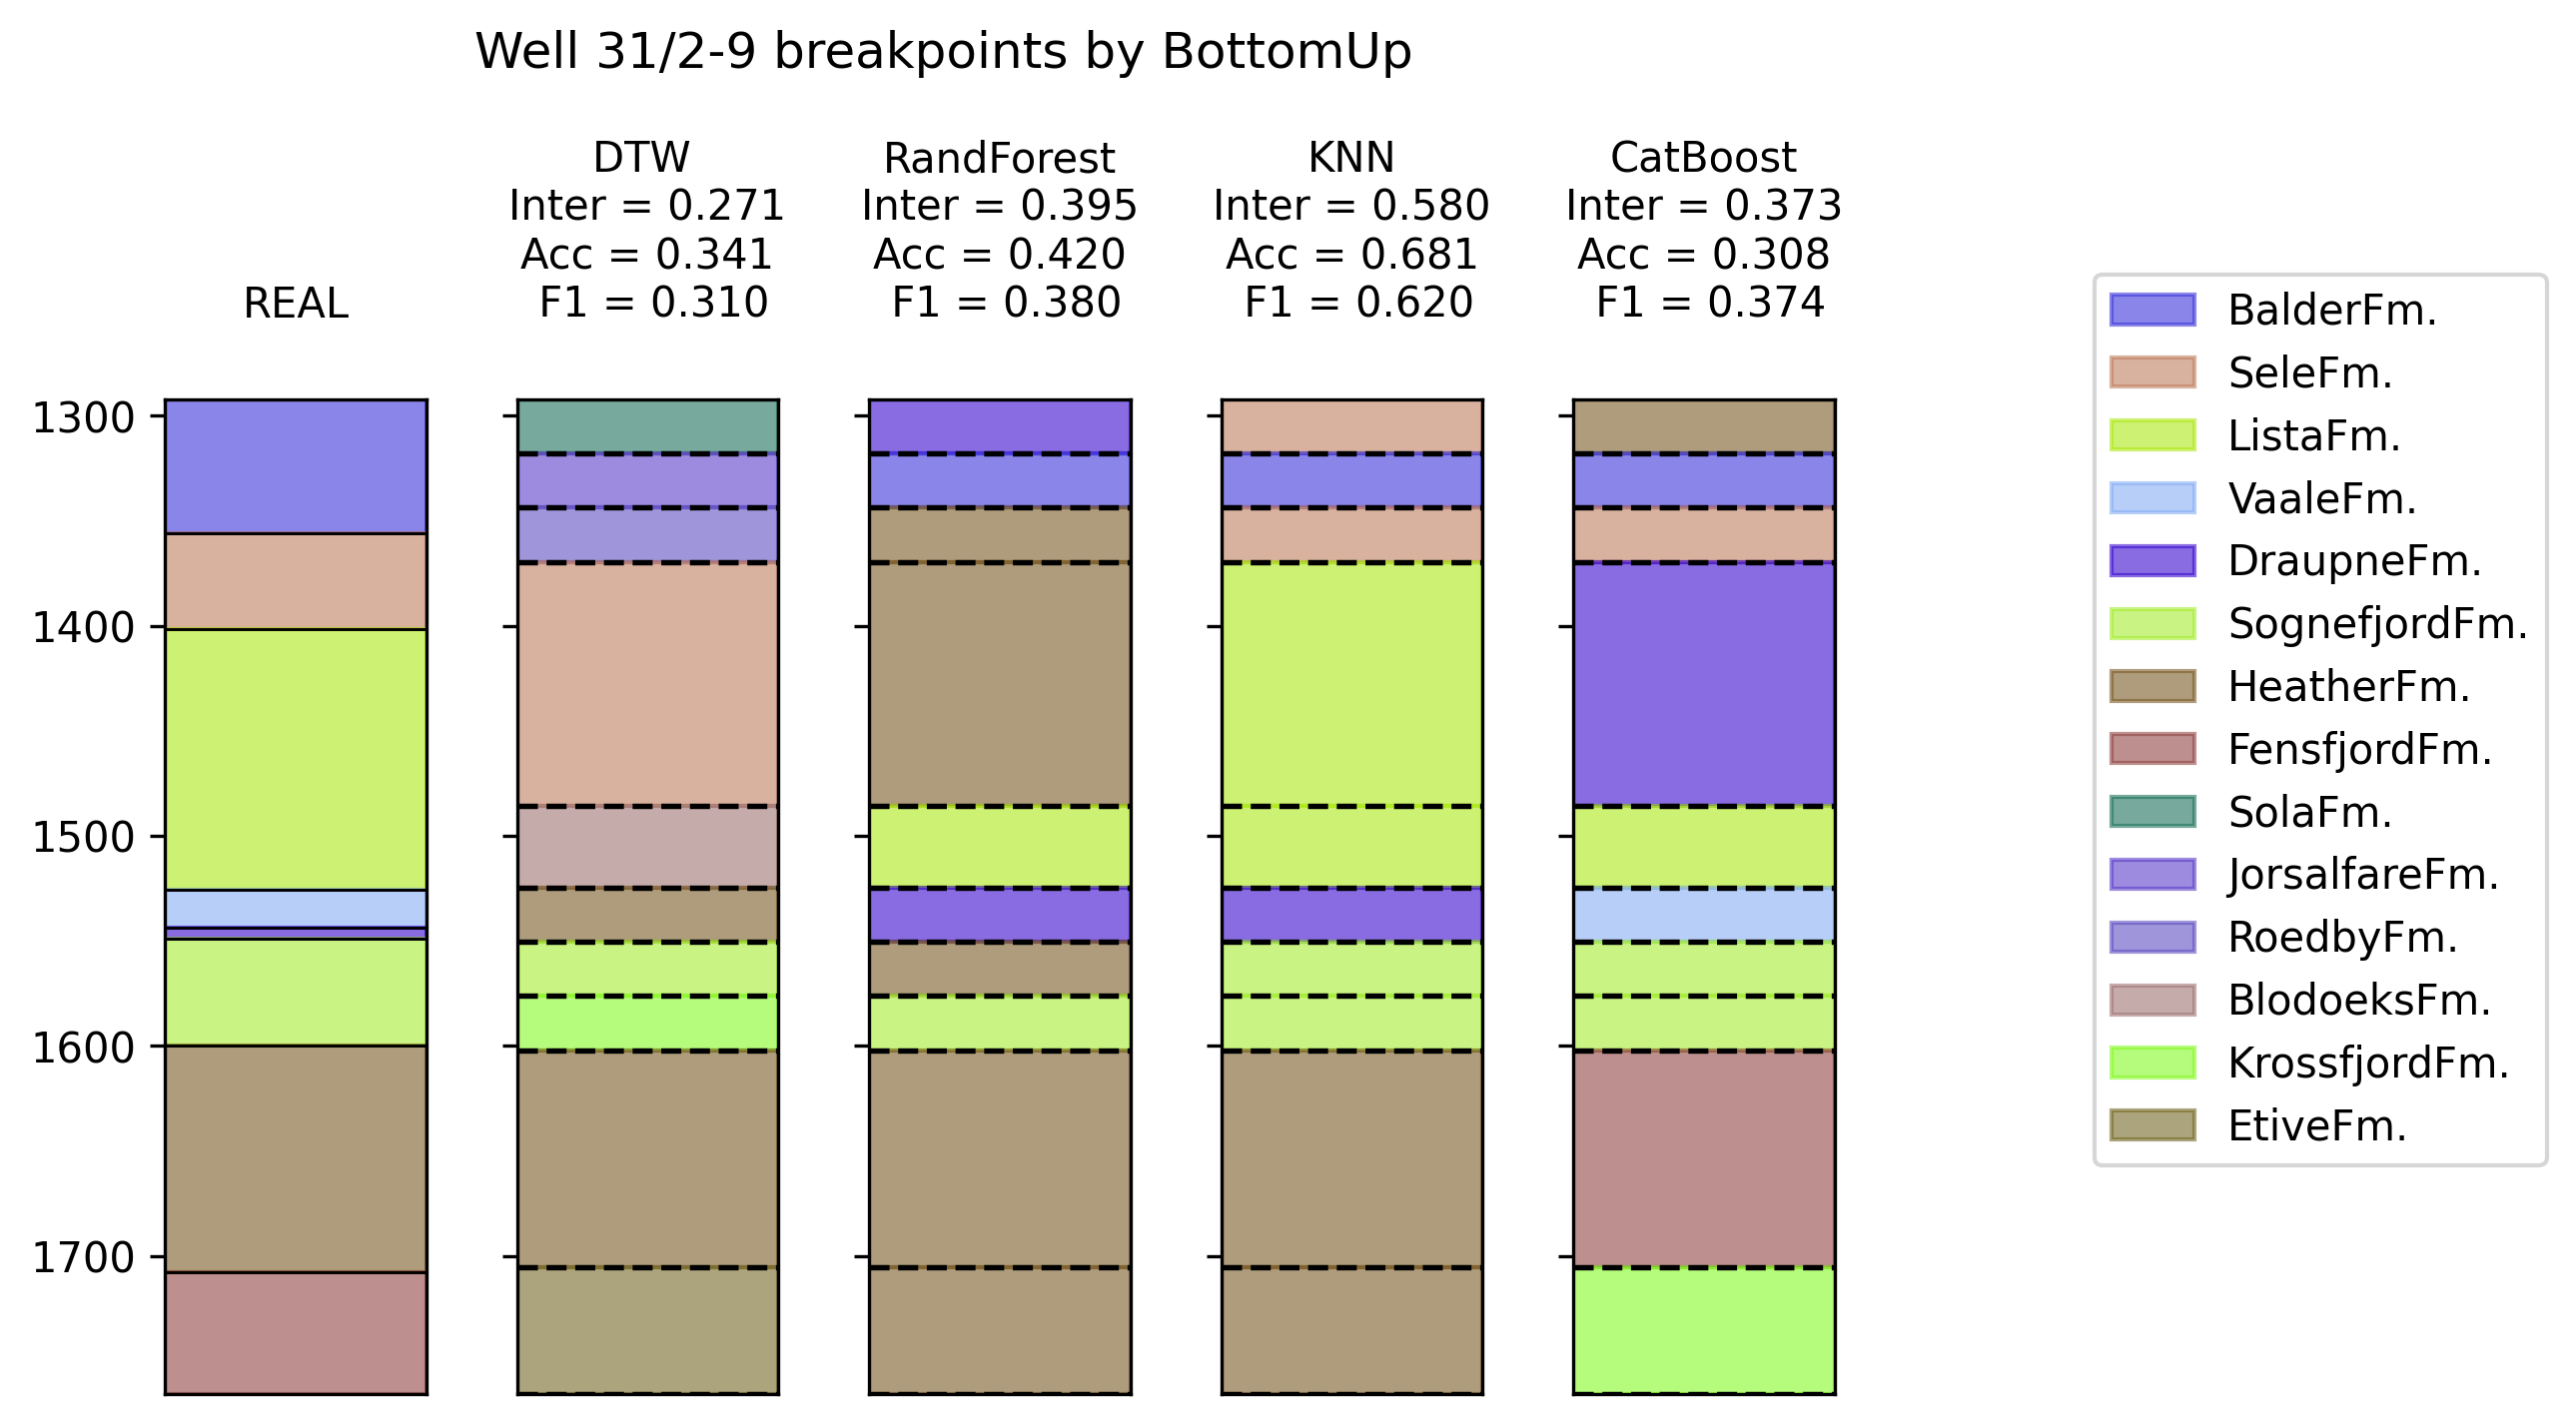 Well 31/2-9 breakpoints by BottomUp
REAL
DTW
Inter = 0.271
Acc = 0.341
F1 = 0.310
RandForest
Inter = 0.395
Acc = 0.420
F1 = 0.380
KNN
Inter = 0.580
Acc = 0.681
F1 = 0.620
CatBoost
Inter = 0.373
Acc = 0.308
F1 = 0.374
1300
1400
1500
1600
1700
BalderFm.
SeleFm.
ListaFm.
VaaleFm.
DraupneFm.
SognefjordFm.
HeatherFm.
FensfjordFm.
SolaFm.
JorsalfareFm.
RoedbyFm.
BlodoeksFm.
KrossfjordFm.
EtiveFm.